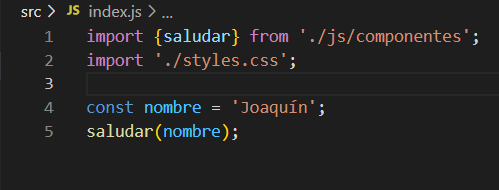 src > JS index.js > ...
1 import {saludar} from './js/componentes';
2 import './styles.css';
3
4 const nombre = 'Joaquín';
5 saludar(nombre);